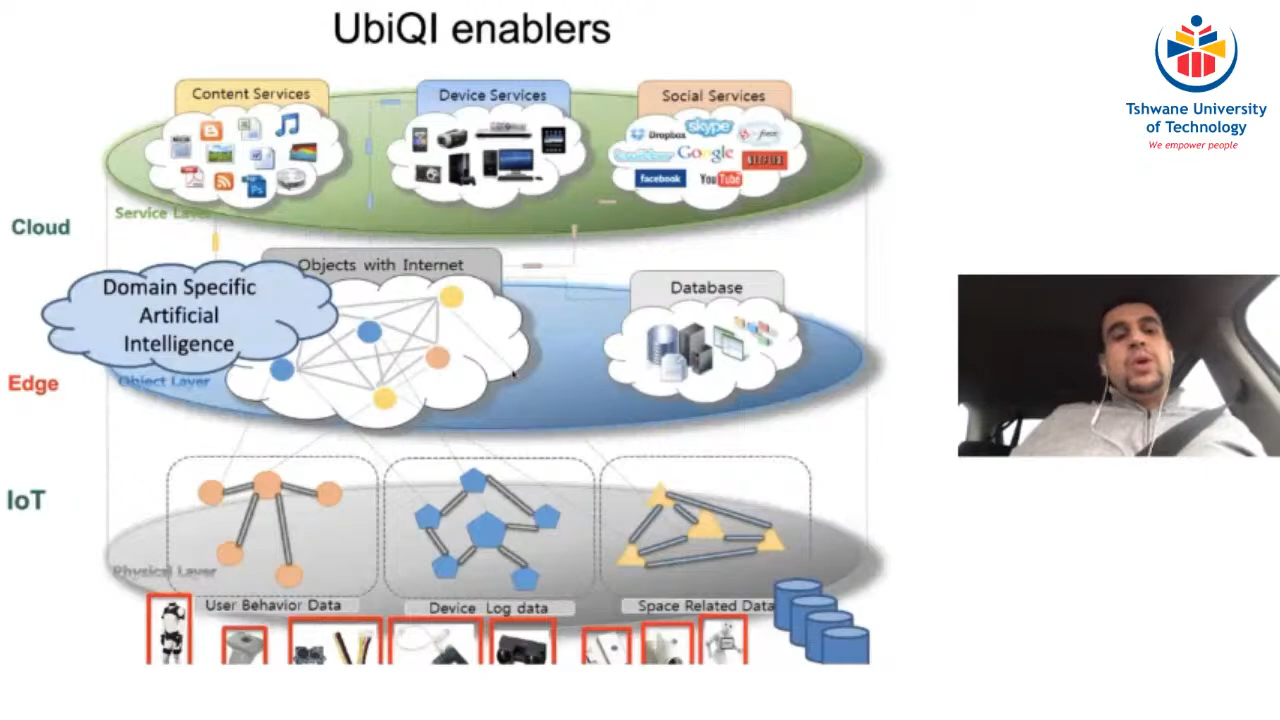 UbiQI enablers
Tshwane University
of Technology
We empower people
Content Services
Device Services
Social Services
Dropbox
skype
Google
facebook
YouTube
Service
Cloud
Objects with Internet
Database
Domain Specific
Artificial
Intelligence
Object Layer
Edge
IoT
Physical Layer
User Behavior Data
Device Log data
Space Related Data